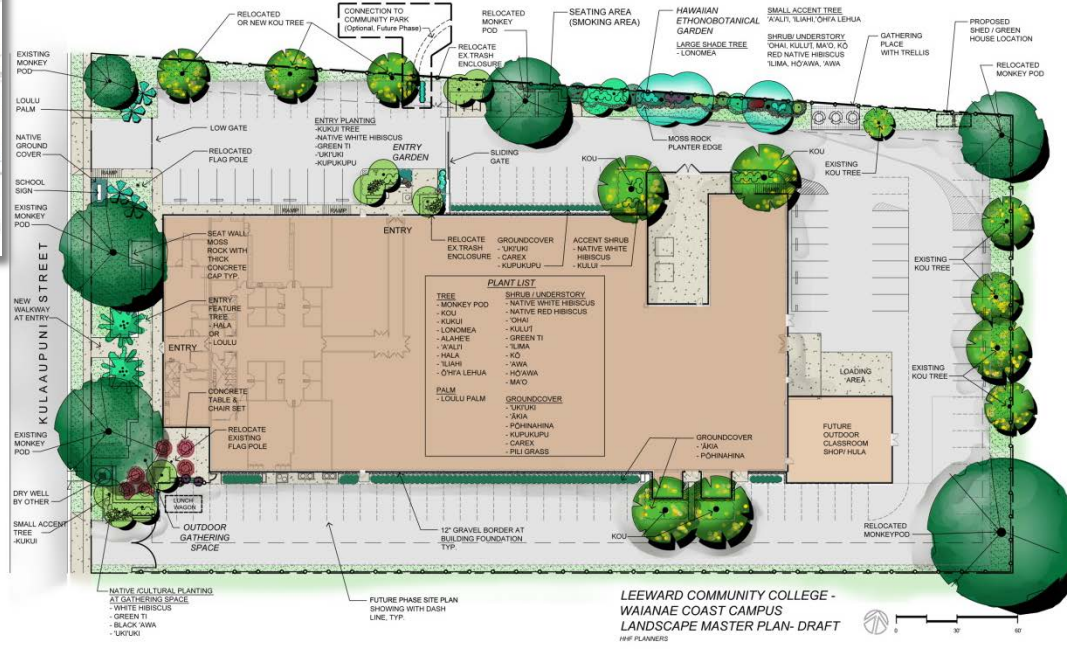 CONNECTION TO
COMMUNITY PARK
(Optional, Future Phase)
RELOCATED
OR NEW KOU TREE
RELOCATED
MONKEY
POD
SEATING AREA
(SMOKING AREA)
HAWAIIAN
ETHONOBOTANICAL
GARDEN
LARGE SHADE TREE
- LONOMEA
SMALL ACCENT TREE
'A'ALI'I, 'ILIAHI,'ŌHI'A LEHUA
SHRUB/ UNDERSTORY
'OHAI, KULU'I, MA'O, KŌ
RED NATIVE HIBISCUS
'ILIMA, HŌ'AWA, 'AWA
GATHERING
PLACE
WITH TRELLIS
PROPOSED
SHED / GREEN
HOUSE LOCATION
RELOCATED
MONKEY POD
EXISTING
MONKEY
POD
LOULU
PALM
NATIVE
GROUND
COVER
SCHOOL
SIGN
EXISTING
MONKEY
POD
KULAAUPUNI STREET
NEW
WALKWAY
AT ENTRY
EXISTING
MONKEY
POD
DRY WELL
BY OTHER
SMALL ACCENT
TREE
-KUKUI
RELOCATE
EX.TRASH
ENCLOSURE
LOW GATE
RELOCATED
FLAG POLE
ENTRY PLANTING
-KUKUI TREE
-NATIVE WHITE HIBISCUS
-GREEN TI
-'UKI'UKI
-KUPUKUPU
ENTRY
GARDEN
SLIDING
GATE
MOSS ROCK
PLANTER EDGE
KOU
KOU
EXISTING
KOU TREE
RAMP
RAMP
RAMP
ENTRY
RELOCATE
EX.TRASH
ENCLOSURE
GROUNDCOVER
- 'UKI'UKI
- CAREX
- KUPUKUPU
ACCENT SHRUB
- NATIVE WHITE
HIBISCUS
- KULUI
SEAT WALL:
MOSS
ROCK WITH
THICK
CONCRETE
CAP TYP.
ENTRY
FEATURE
TREE
- HALA
OR
- LOULU
ENTRY
CONCRETE
TABLE &
CHAIR SET
RELOCATE
EXISTING
FLAG POLE
LUNCH
WAGON
OUTDOOR
GATHERING
SPACE
PLANT LIST
TREE
- MONKEY POD
- KOU
- KUKUI
- LONOMEA
- ALAHE'E
- 'A'ALI'I
- HALA
- 'ILIAHI
- Ō'HI'A LEHUA
PALM
- LOULU PALM
SHRUB / UNDERSTORY
- NATIVE WHITE HIBISCUS
- NATIVE RED HIBISCUS
- 'OHAI
- KULU'I
- GREEN TI
- 'ILIMA
- KŌ
- 'AWA
- HŌ'AWA
- MA'O
GROUNDCOVER
- 'UKI'UKI
- 'ĀKIA
- PŌHINAHINA
- KUPUKUPU
- CAREX
- PILI GRASS
EXISTING
KOU TREE
EXISTING
KOU TREE
LOADING
AREA
FUTURE
OUTDOOR
CLASSROOM
SHOP/ HULA
GROUNDCOVER
- 'ĀKIA
- PŌHINAHINA
KOU
RELOCATED
MONKEYPOD
12" GRAVEL BORDER AT
BUILDING FOUNDATION
TYP.
NATIVE /CULTURAL PLANTING
AT GATHERING SPACE
- WHITE HIBISCUS
- GREEN TI
- BLACK 'AWA
- 'UKI'UKI
FUTURE PHASE SITE PLAN
SHOWING WITH DASH
LINE, TYP.
LEEWARD COMMUNITY COLLEGE -
WAIANAE COAST CAMPUS
LANDSCAPE MASTER PLAN- DRAFT
HHF PLANNERS
0 30' 60'